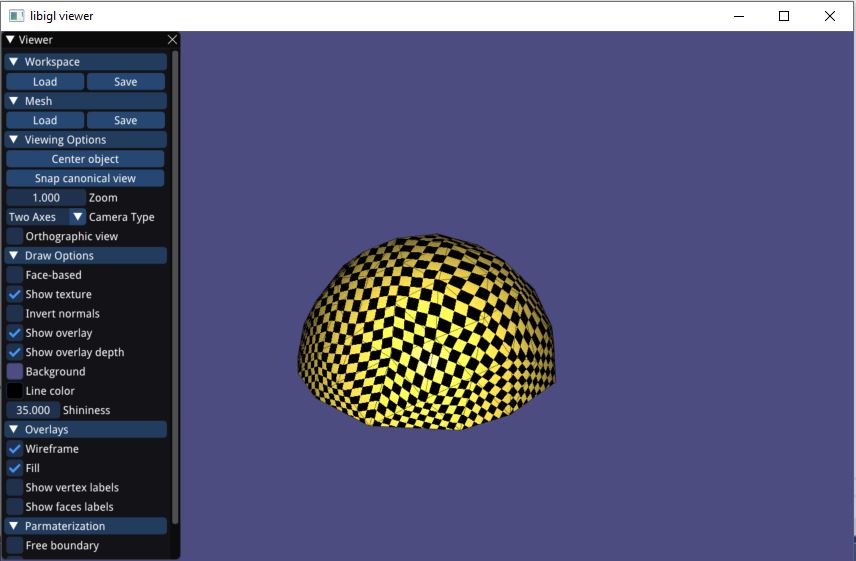 libigl viewer
Viewer
Workspace
Load Save
Mesh
Load Save
Viewing Options
Center object
Snap canonical view
1.000 Zoom
Two Axes Camera Type
Orthographic view
Draw Options
Face-based
Show texture
Invert normals
Show overlay
Show overlay depth
Background
Line color
35.000 Shininess
Overlays
Wireframe
Fill
Show vertex labels
Show faces labels
Parmaterization
Free boundary